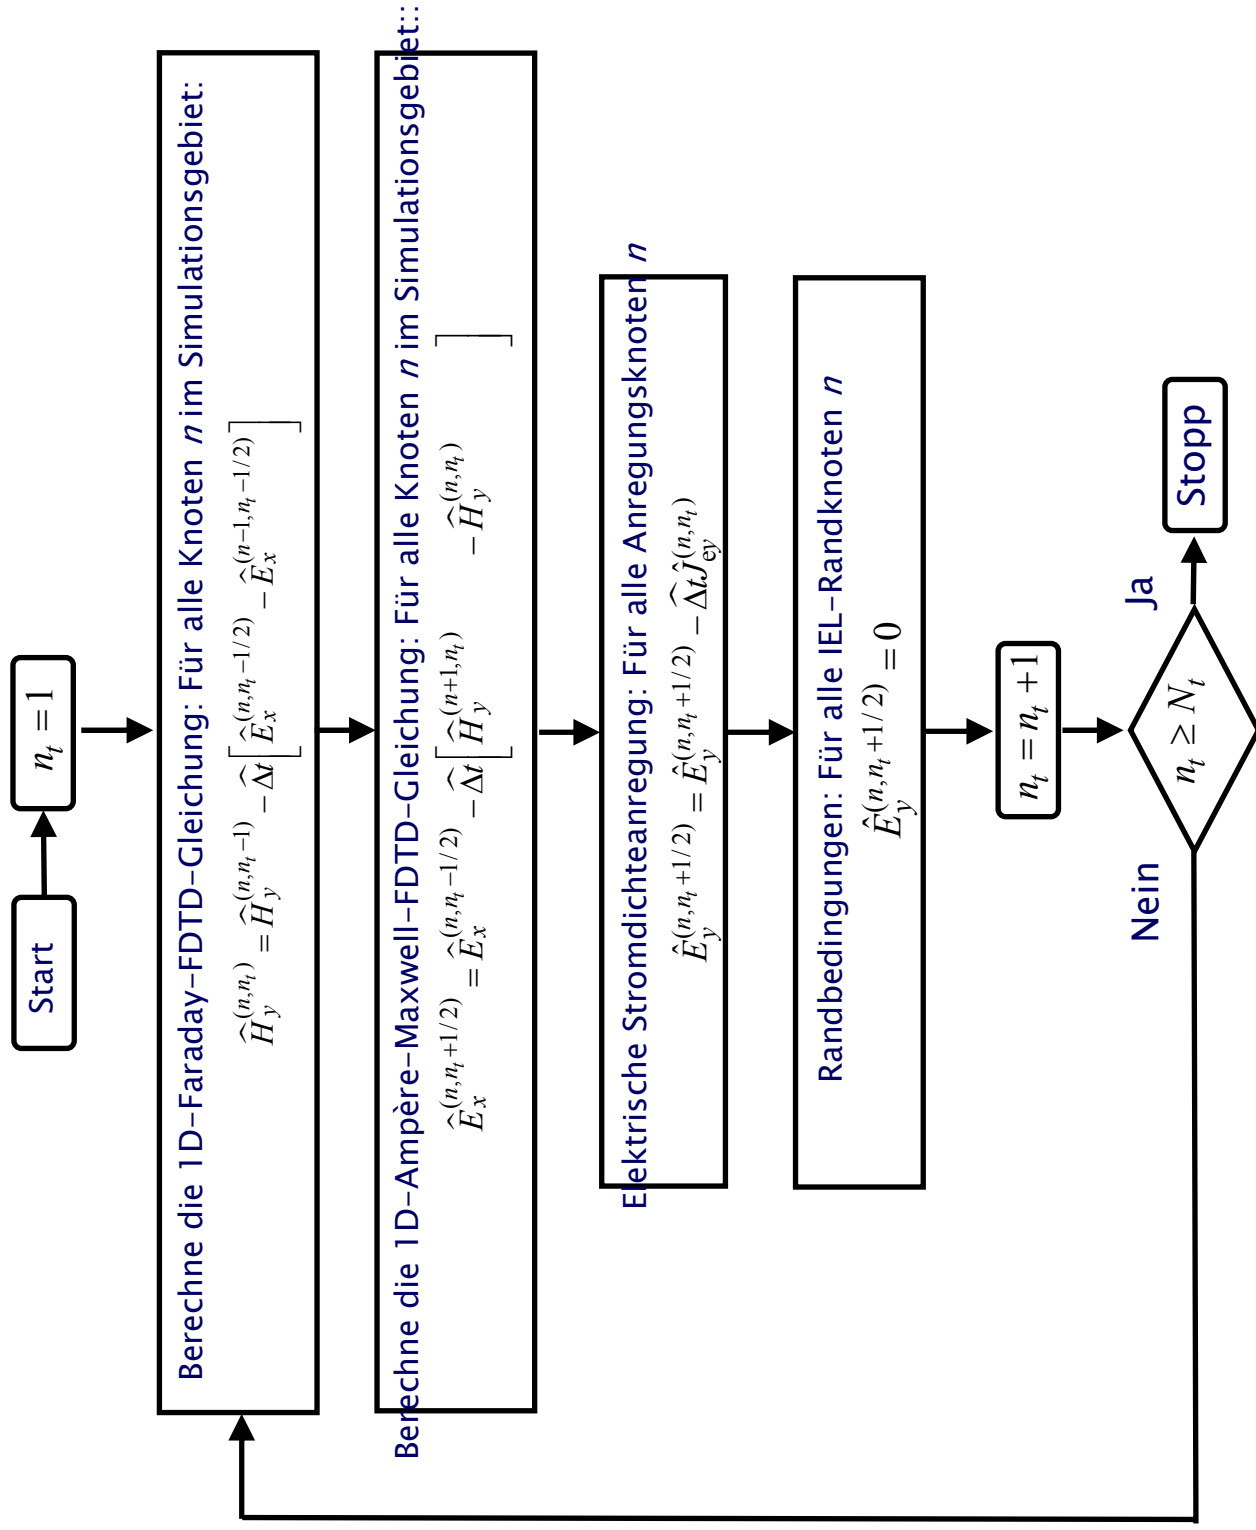 Start
n_t = 1
Berechne die 1D-Faraday-FDTD-Gleichung: Für alle Knoten n im Simulationsgebiet:
Ĥ_y^(n,n_t) = Ĥ_y^(n,n_t−1) − Δ̂t [ Ê_x^(n,n_t−1/2) − Ê_x^(n−1,n_t−1/2) ]
Berechne die 1D-Ampère-Maxwell-FDTD-Gleichung: Für alle Knoten n im Simulationsgebiet::
Ê_x^(n,n_t+1/2) = Ê_x^(n,n_t−1/2) − Δ̂t [ Ĥ_y^(n+1,n_t) − Ĥ_y^(n,n_t) ]
Elektrische Stromdichteanregung: Für alle Anregungsknoten n
Ê_y^(n,n_t+1/2) = Ê_y^(n,n_t+1/2) − Δ̂t Ĵ_ey^(n,n_t)
Randbedingungen: Für alle IEL-Randknoten n
Ê_y^(n,n_t+1/2) = 0
n_t = n_t + 1
n_t ≥ N_t
Nein
Ja
Stopp